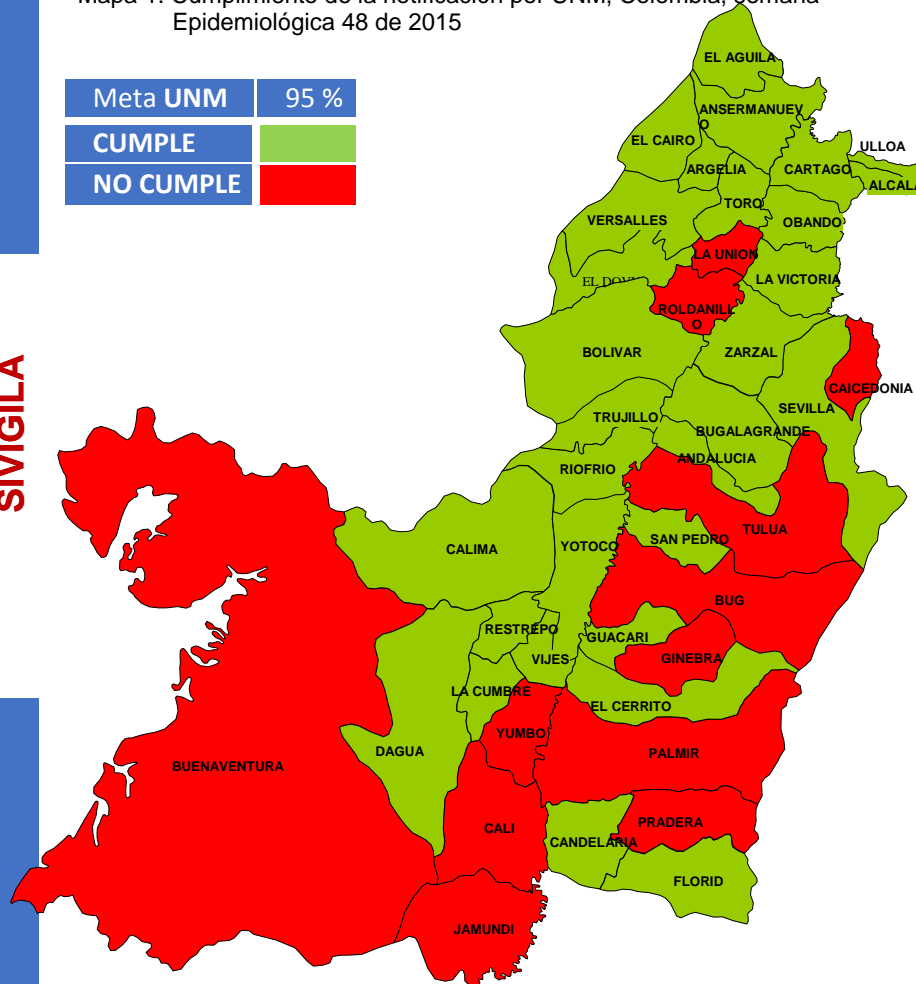 Epidemiológica 48 de 2015
Meta UNM 95 %
CUMPLE
NO CUMPLE
SIVIGILA
EL AGUILA
ANSERMANUEV
O
EL CAIRO
ULLOA
ARGELIA
CARTAGO
ALCALA
TORO
VERSALLES
OBANDO
LA UNION
EL DOVI
LA VICTORIA
ROLDANILL
O
BOLIVAR
ZARZAL
CAICEDONIA
SEVILLA
TRUJILLO
BUGALAGRANDE
ANDALUCIA
RIOFRIO
TULUA
SAN PEDRO
YOTOCO
CALIMA
BUG
RESTREPO
GUACARI
VIJES
GINEBRA
LA CUMBRE
EL CERRITO
YUMBO
DAGUA
PALMIR
BUENAVENTURA
PRADERA
CALI
CANDELARIA
FLORID
JAMUNDI